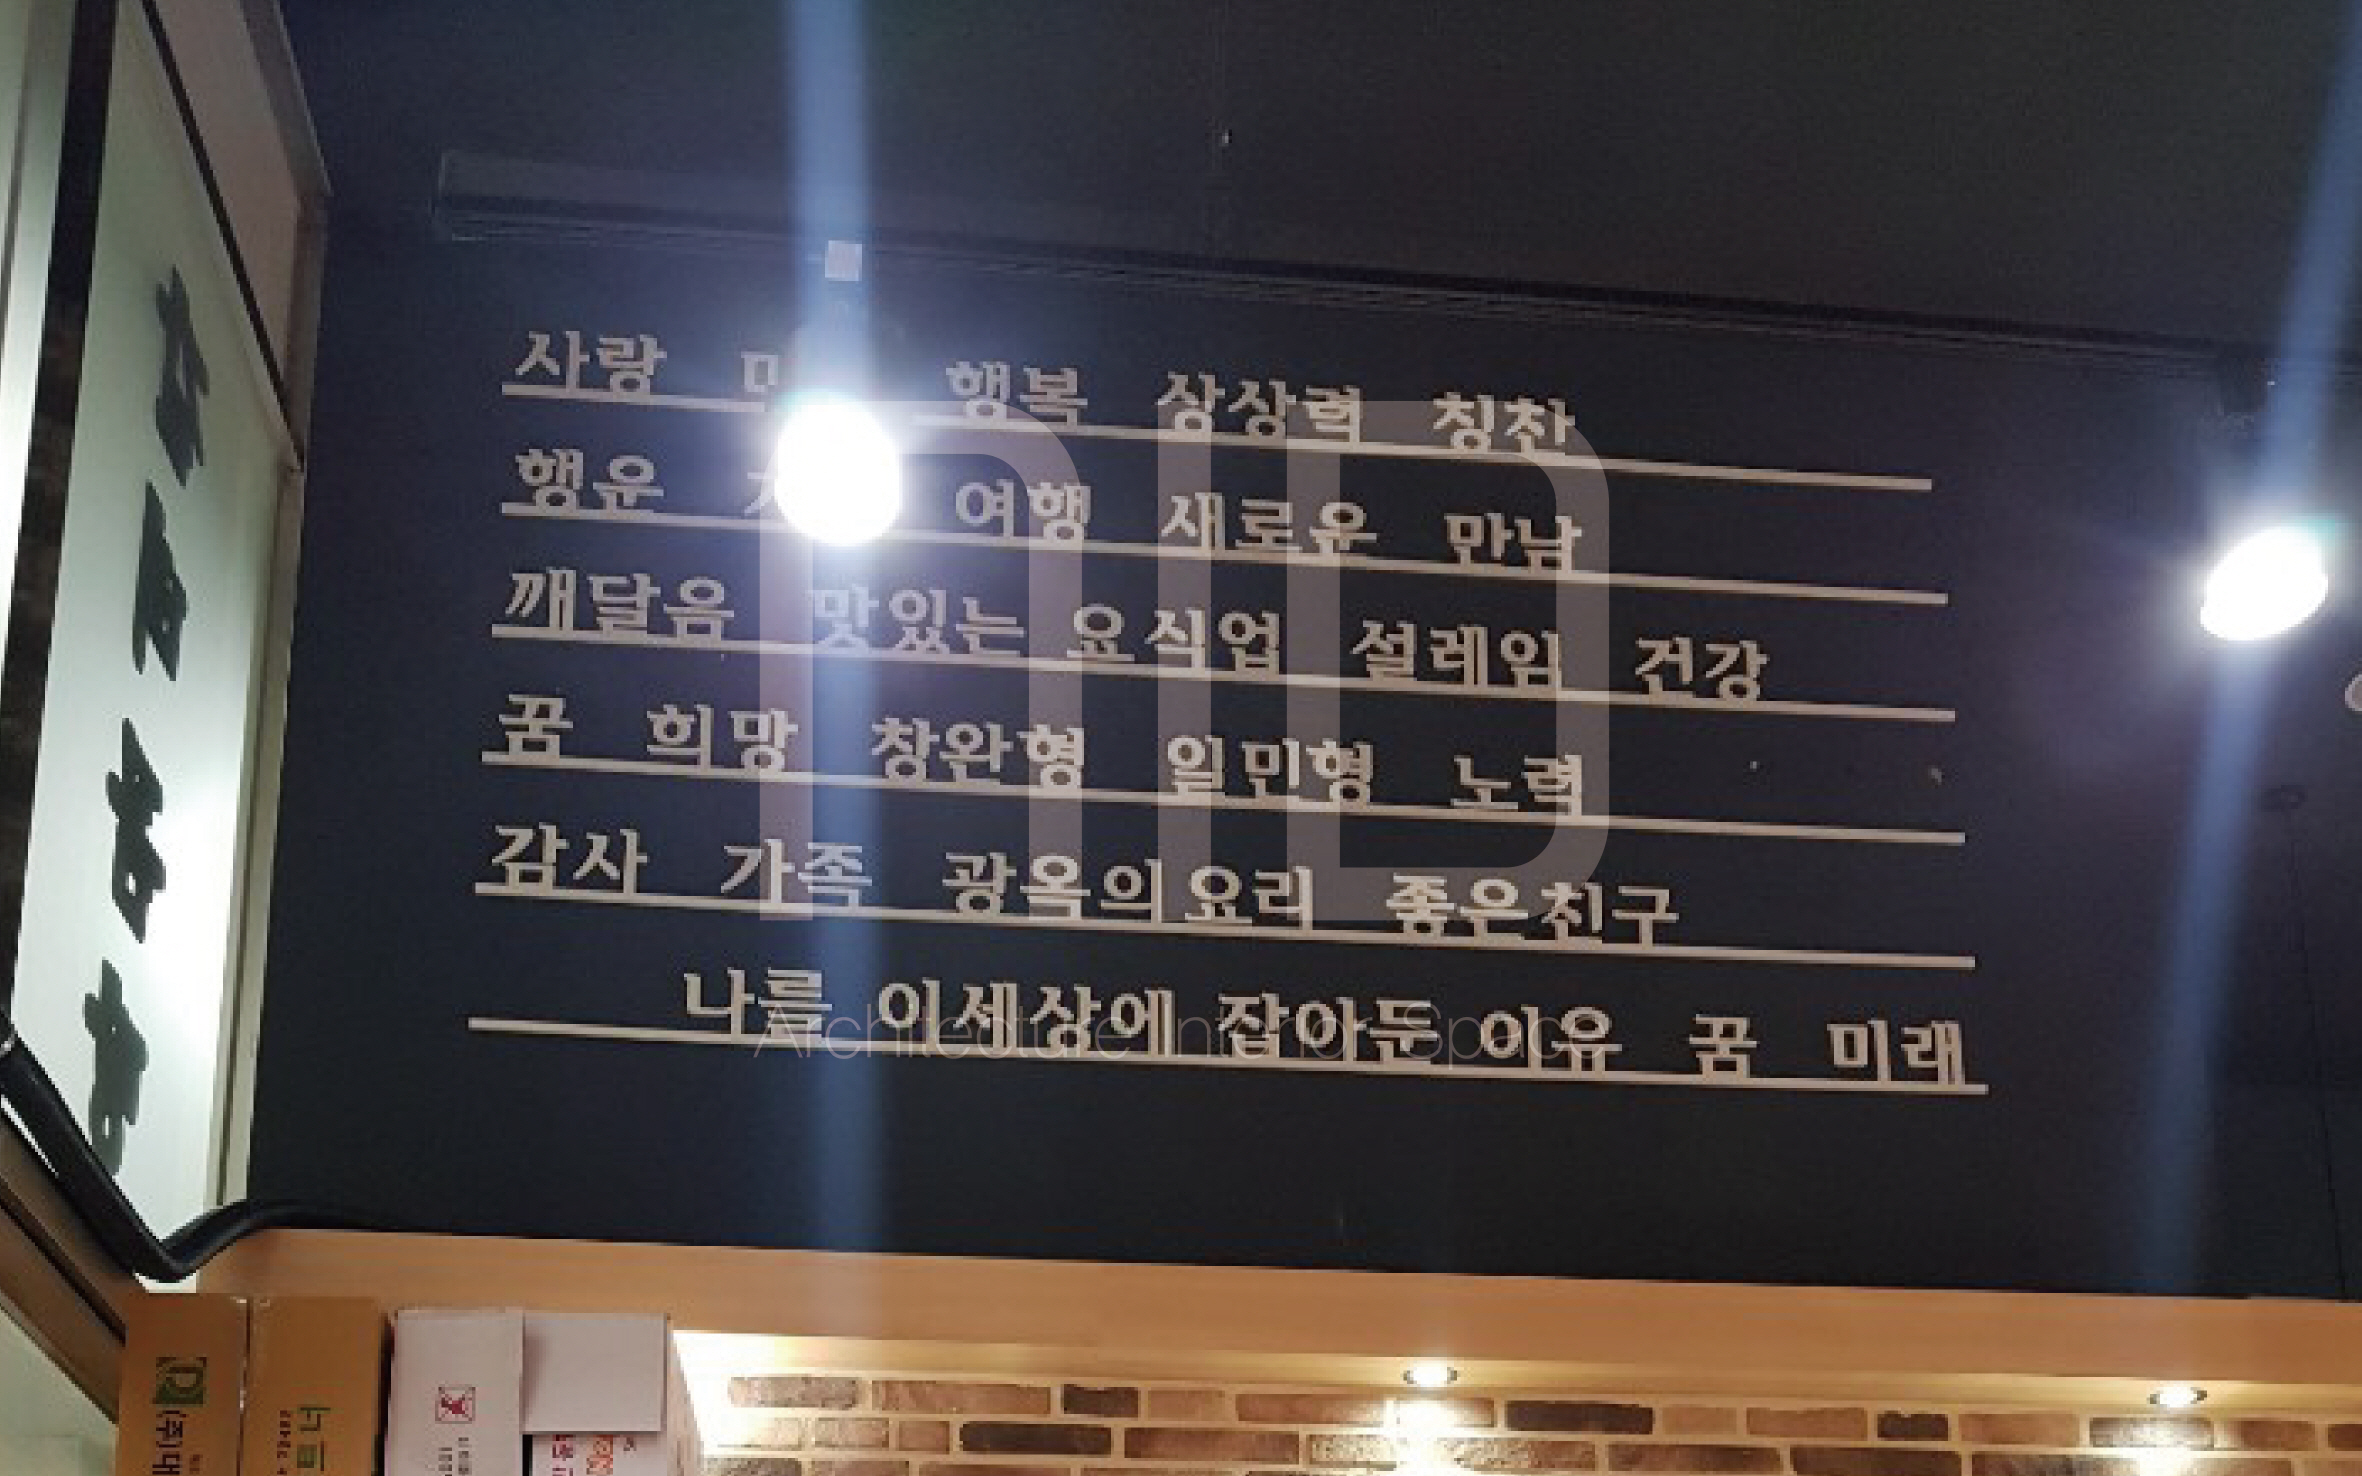 사랑 행복 상상력 칭찬
행운 여행 새로운 만남
깨달음 맛있는 요식업 설레임 건강
꿈 희망 창완형 일민형 노력
감사 가족 광옥의요리 좋은친구
나를 이세상에 잡아둔 이유 꿈 미래
Architecture Interior Space